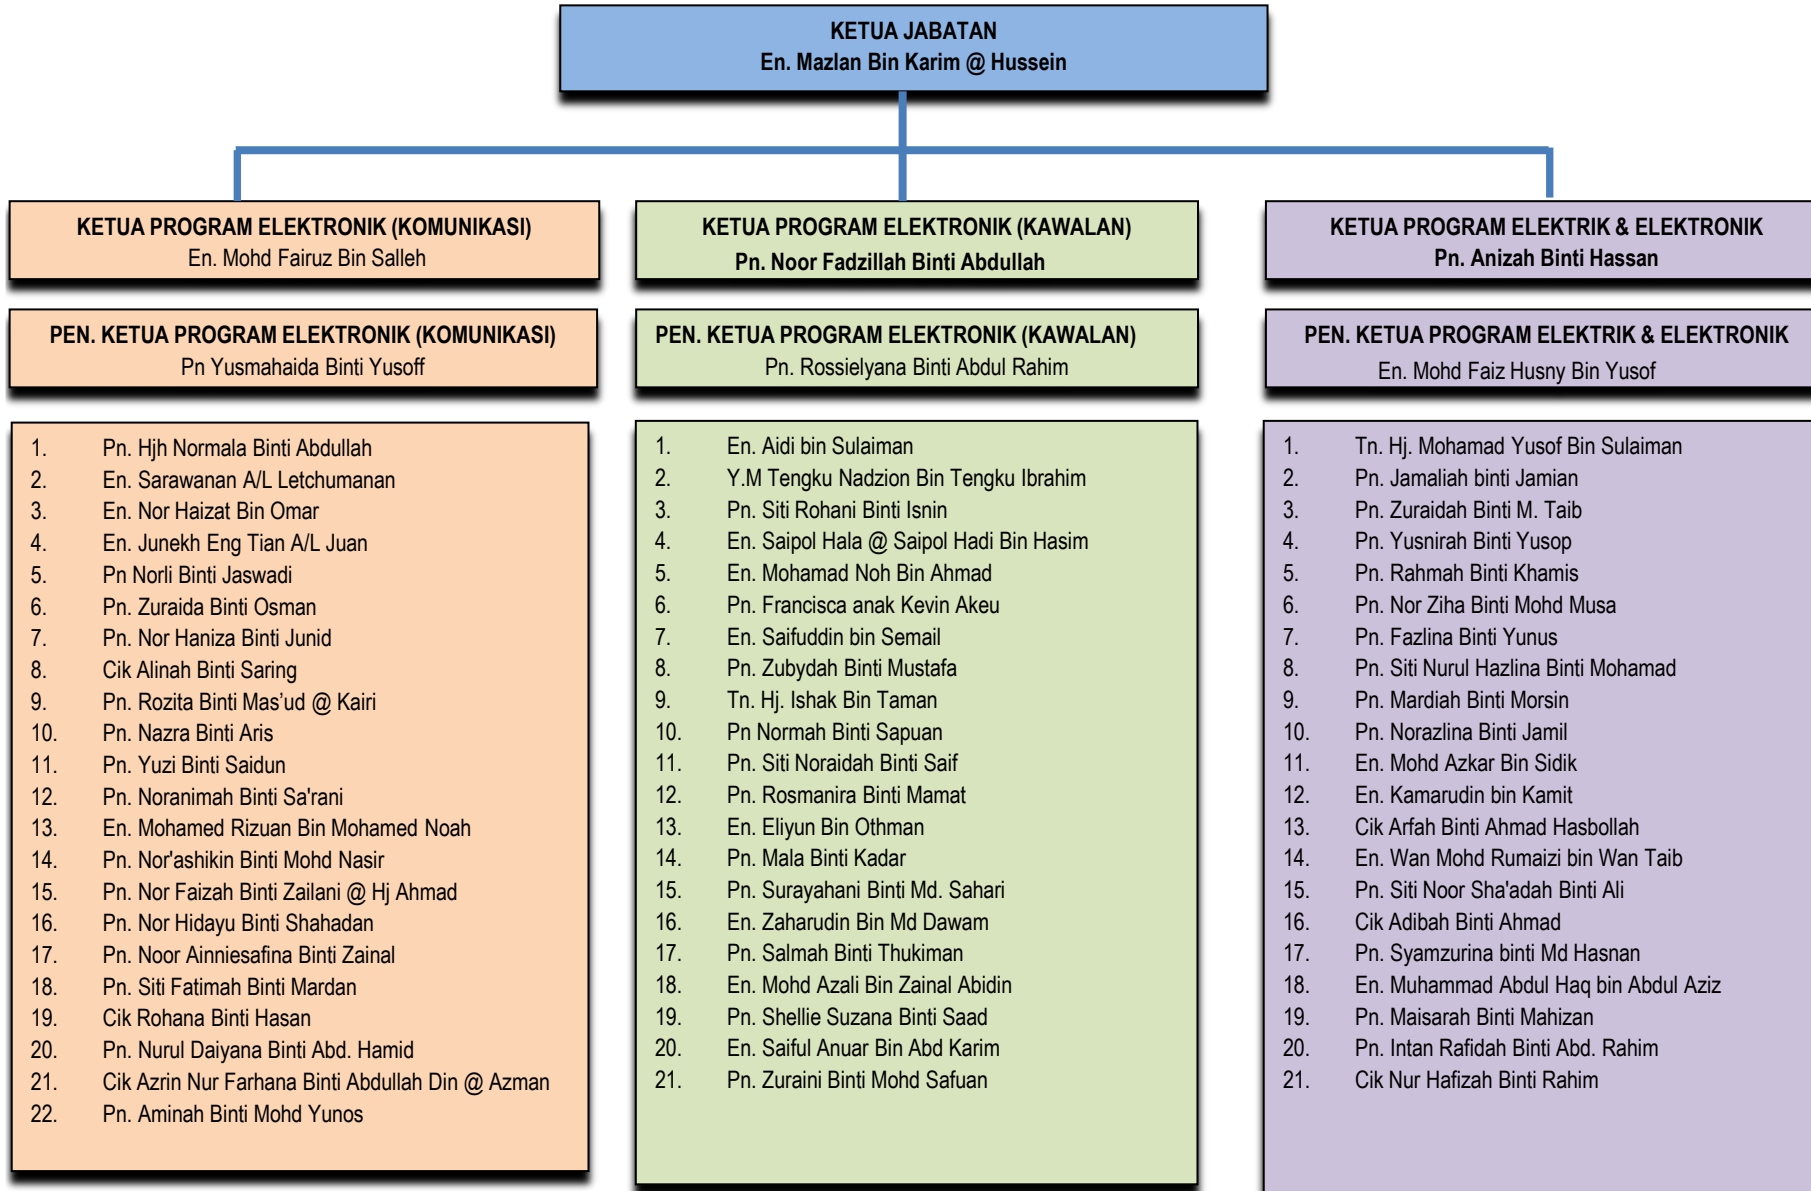 KETUA JABATAN
En. Mazlan Bin Karim @ Hussein
KETUA PROGRAM ELEKTRONIK (KOMUNIKASI)
En. Mohd Fairuz Bin Salleh
PEN. KETUA PROGRAM ELEKTRONIK (KOMUNIKASI)
Pn Yusmahaida Binti Yusoff
1. Pn. Hjh Normala Binti Abdullah
2. En. Sarawanan A/L Letchumanan
3. En. Nor Haizat Bin Omar
4. En. Junekh Eng Tian A/L Juan
5. Pn Norli Binti Jaswadi
6. Pn. Zuraida Binti Osman
7. Pn. Nor Haniza Binti Junid
8. Cik Alinah Binti Saring
9. Pn. Rozita Binti Mas’ud @ Kairi
10. Pn. Nazra Binti Aris
11. Pn. Yuzi Binti Saidun
12. Pn. Noranimah Binti Sa'rani
13. En. Mohamed Rizuan Bin Mohamed Noah
14. Pn. Nor'ashikin Binti Mohd Nasir
15. Pn. Nor Faizah Binti Zailani @ Hj Ahmad
16. Pn. Nor Hidayu Binti Shahadan
17. Pn. Noor Ainniesafina Binti Zainal
18. Pn. Siti Fatimah Binti Mardan
19. Cik Rohana Binti Hasan
20. Pn. Nurul Daiyana Binti Abd. Hamid
21. Cik Azrin Nur Farhana Binti Abdullah Din @ Azman
22. Pn. Aminah Binti Mohd Yunos
KETUA PROGRAM ELEKTRONIK (KAWALAN)
Pn. Noor Fadzillah Binti Abdullah
PEN. KETUA PROGRAM ELEKTRONIK (KAWALAN)
Pn. Rossielyana Binti Abdul Rahim
1. En. Aidi bin Sulaiman
2. Y.M Tengku Nadzion Bin Tengku Ibrahim
3. Pn. Siti Rohani Binti Isnin
4. En. Saipol Hala @ Saipol Hadi Bin Hasim
5. En. Mohamad Noh Bin Ahmad
6. Pn. Francisca anak Kevin Akeu
7. En. Saifuddin bin Semail
8. Pn. Zubydah Binti Mustafa
9. Tn. Hj. Ishak Bin Taman
10. Pn Normah Binti Sapuan
11. Pn. Siti Noraidah Binti Saif
12. Pn. Rosmanira Binti Mamat
13. En. Eliyun Bin Othman
14. Pn. Mala Binti Kadar
15. Pn. Surayahani Binti Md. Sahari
16. En. Zaharudin Bin Md Dawam
17. Pn. Salmah Binti Thukiman
18. En. Mohd Azali Bin Zainal Abidin
19. Pn. Shellie Suzana Binti Saad
20. En. Saiful Anuar Bin Abd Karim
21. Pn. Zuraini Binti Mohd Safuan
KETUA PROGRAM ELEKTRIK & ELEKTRONIK
Pn. Anizah Binti Hassan
PEN. KETUA PROGRAM ELEKTRIK & ELEKTRONIK
En. Mohd Faiz Husny Bin Yusof
1. Tn. Hj. Mohamad Yusof Bin Sulaiman
2. Pn. Jamaliah binti Jamian
3. Pn. Zuraidah Binti M. Taib
4. Pn. Yusnirah Binti Yusop
5. Pn. Rahmah Binti Khamis
6. Pn. Nor Ziha Binti Mohd Musa
7. Pn. Fazlina Binti Yunus
8. Pn. Siti Nurul Hazlina Binti Mohamad
9. Pn. Mardiah Binti Morsin
10. Pn. Norazlina Binti Jamil
11. En. Mohd Azkar Bin Sidik
12. En. Kamarudin bin Kamit
13. Cik Arfah Binti Ahmad Hasbollah
14. En. Wan Mohd Rumaizi bin Wan Taib
15. Pn. Siti Noor Sha'adah Binti Ali
16. Cik Adibah Binti Ahmad
17. Pn. Syamzurina binti Md Hasnan
18. En. Muhammad Abdul Haq bin Abdul Aziz
19. Pn. Maisarah Binti Mahizan
20. Pn. Intan Rafidah Binti Abd. Rahim
21. Cik Nur Hafizah Binti Rahim